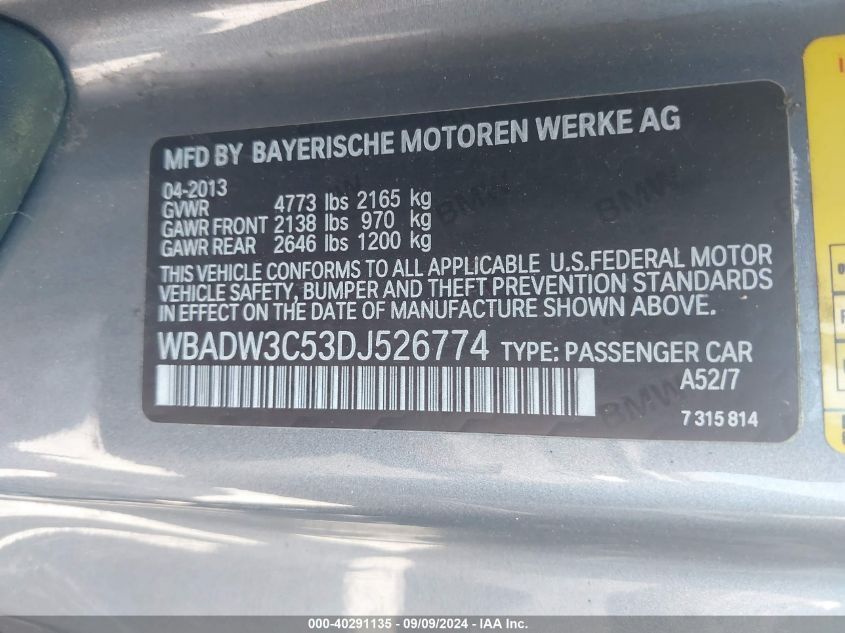 MFD BY BAYERISCHE MOTOREN WERKE AG
04-2013
GVWR 4773 lbs 2165 kg
GAWR FRONT 2138 lbs 970 kg
GAWR REAR 2646 lbs 1200 kg
THIS VEHICLE CONFORMS TO ALL APPLICABLE U.S.FEDERAL MOTOR
VEHICLE SAFETY, BUMPER AND THEFT PREVENTION STANDARDS
IN EFFECT ON THE DATE OF MANUFACTURE SHOWN ABOVE.
WBADW3C53DJ526774 TYPE: PASSENGER CAR
A52/7
7 315 814
000-40291135 - 09/09/2024 - IAA Inc.